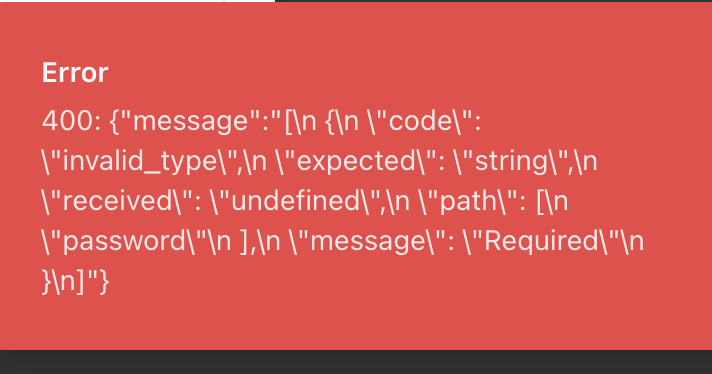 Error
400: {"message":"[\n {\n \"code\":
\"invalid_type\",\n \"expected\": \"string\",\n
\"received\": \"undefined\",\n \"path\": [\n
\"password\"\n ],\n \"message\": \"Required\"\n
}\n]"}